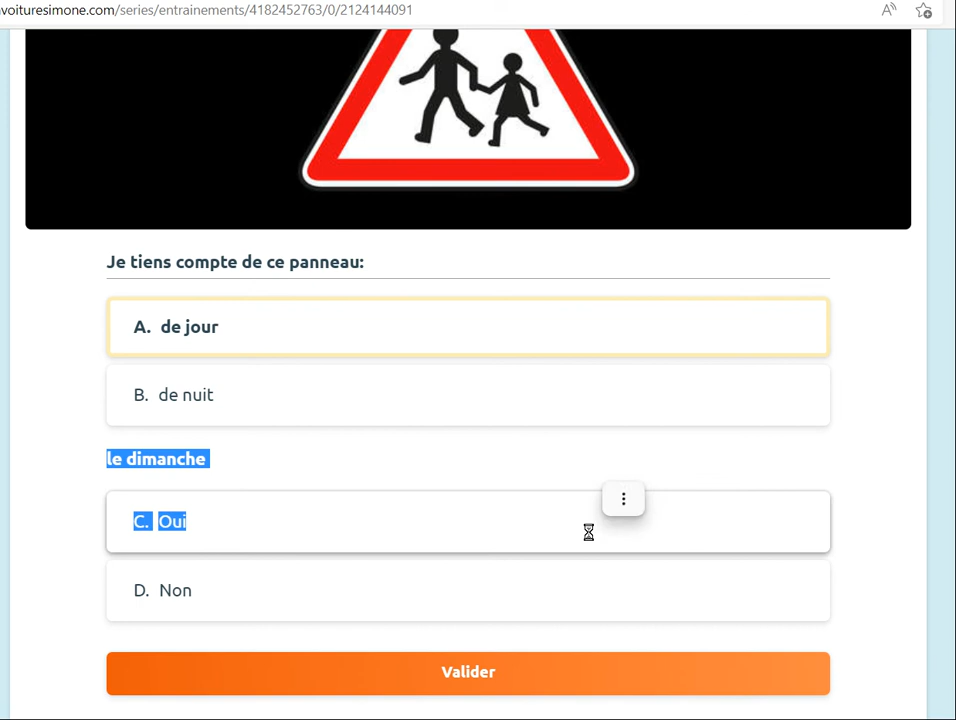 voituresimone.com/series/entrainements/4182452763/0/2124144091
Je tiens compte de ce panneau:
A. de jour
B. de nuit
le dimanche
C. Oui
D. Non
Valider